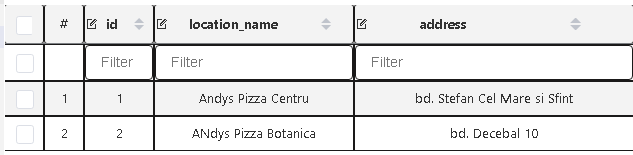 # id location_name address
Filter Filter Filter
1 1 Andys Pizza Centru bd. Stefan Cel Mare si Sfint
2 2 ANdys Pizza Botanica bd. Decebal 10